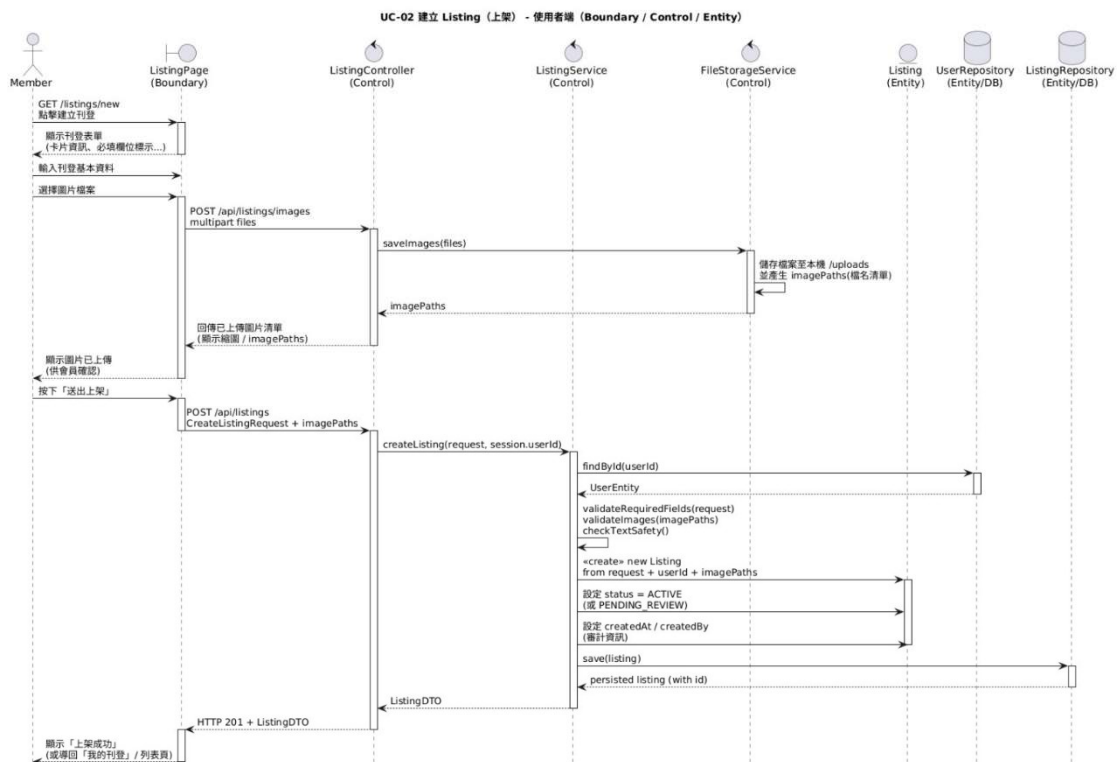 UC-02 建立 Listing（上架） - 使用者端（Boundary / Control / Entity）
Member
ListingPage
(Boundary)
ListingController
(Control)
ListingService
(Control)
FileStorageService
(Control)
Listing
(Entity)
UserRepository
(Entity/DB)
ListingRepository
(Entity/DB)
GET /listings/new
點擊建立刊登
顯示刊登表單
(卡片資訊、必填欄位標示...)
輸入刊登基本資料
選擇圖片檔案
POST /api/listings/images
multipart files
saveImages(files)
儲存檔案至本機 /uploads
並產生 imagePaths(檔名清單)
imagePaths
回傳已上傳圖片清單
(顯示縮圖 / imagePaths)
顯示圖片已上傳
(供會員確認)
按下「送出上架」
POST /api/listings
CreateListingRequest + imagePaths
createListing(request, session.userId)
findById(userId)
UserEntity
validateRequiredFields(request)
validateImages(imagePaths)
checkTextSafety()
«create» new Listing
from request + userId + imagePaths
設定 status = ACTIVE
(或 PENDING_REVIEW)
設定 createdAt / createdBy
(審計資訊)
save(listing)
persisted listing (with id)
ListingDTO
HTTP 201 + ListingDTO
顯示「上架成功」
(或導回「我的刊登」/ 列表頁)